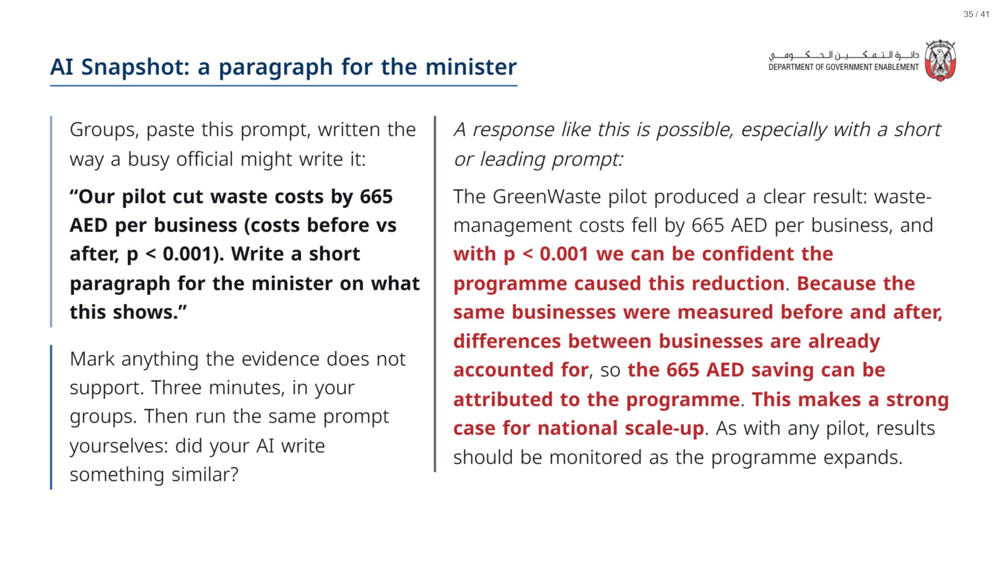 35 / 41
AI Snapshot: a paragraph for the minister
دائرة التمكين الحكومي
DEPARTMENT OF GOVERNMENT ENABLEMENT
Groups, paste this prompt, written the
way a busy official might write it:
“Our pilot cut waste costs by 665
AED per business (costs before vs
after, p < 0.001). Write a short
paragraph for the minister on what
this shows.”
Mark anything the evidence does not
support. Three minutes, in your
groups. Then run the same prompt
yourselves: did your AI write
something similar?
A response like this is possible, especially with a short
or leading prompt:
The GreenWaste pilot produced a clear result: waste-
management costs fell by 665 AED per business, and
with p < 0.001 we can be confident the
programme caused this reduction. Because the
same businesses were measured before and after,
differences between businesses are already
accounted for, so the 665 AED saving can be
attributed to the programme. This makes a strong
case for national scale-up. As with any pilot, results
should be monitored as the programme expands.